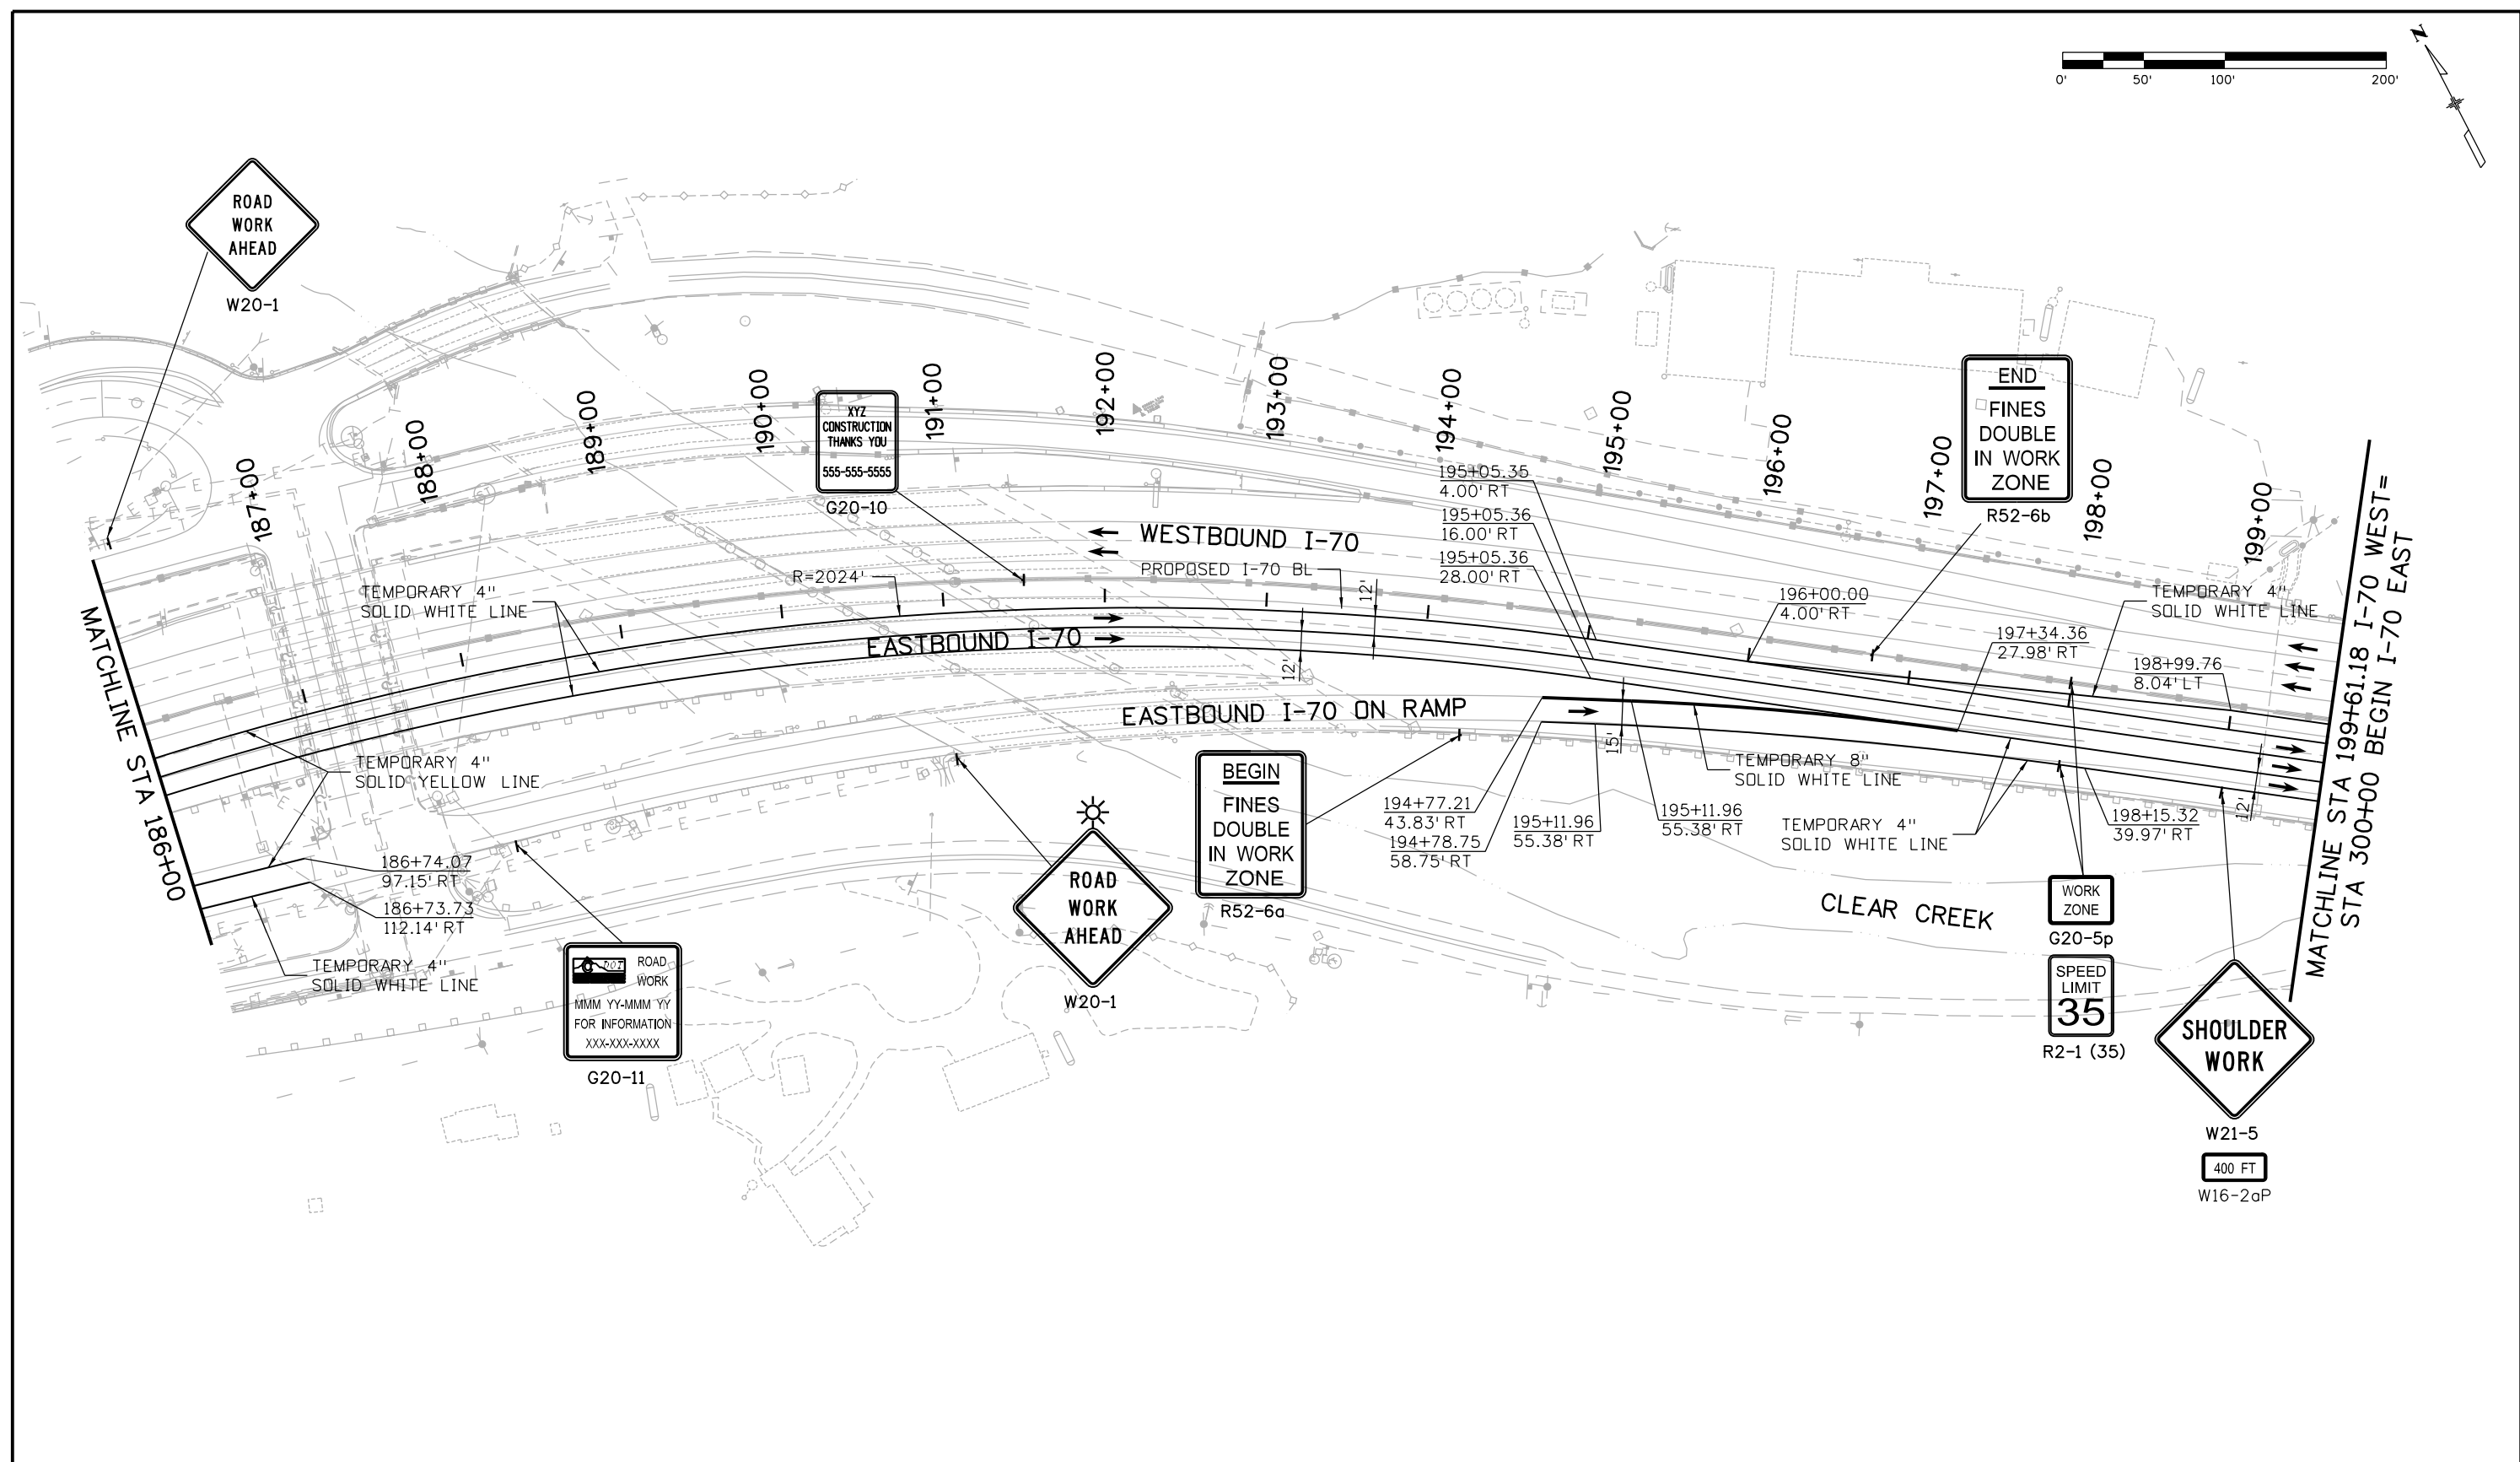 N
0' 50' 100' 200'
ROAD
WORK
AHEAD
W20-1
187+00
188+00
189+00
190+00
191+00
192+00
193+00
194+00
195+00
196+00
197+00
198+00
199+00
XYZ
CONSTRUCTION
THANKS YOU
555-555-5555
G20-10
END
FINES
DOUBLE
IN WORK
ZONE
R52-6b
195+05.35
4.00' RT
195+05.36
16.00' RT
195+05.36
28.00' RT
WESTBOUND I-70
PROPOSED I-70 BL
R=2024'
12'
12'
TEMPORARY 4"
SOLID WHITE LINE
EASTBOUND I-70
196+00.00
4.00' RT
TEMPORARY 4"
SOLID WHITE LINE
197+34.36
27.98' RT
198+99.76
8.04' LT
MATCHLINE STA 186+00
EASTBOUND I-70 ON RAMP
15'
TEMPORARY 4"
SOLID YELLOW LINE
TEMPORARY 8"
SOLID WHITE LINE
BEGIN
FINES
DOUBLE
IN WORK
ZONE
R52-6a
194+77.21
43.83' RT
194+78.75
58.75' RT
195+11.96
55.38' RT
195+11.96
55.38' RT
TEMPORARY 4"
SOLID WHITE LINE
198+15.32
39.97' RT
12'
MATCHLINE STA 199+61.18 I-70 WEST=
STA 300+00 BEGIN I-70 EAST
186+74.07
97.15' RT
186+73.73
112.14' RT
TEMPORARY 4"
SOLID WHITE LINE
ROAD
WORK
AHEAD
W20-1
CLEAR CREEK
WORK
ZONE
G20-5p
SPEED
LIMIT
35
R2-1 (35)
DOT
ROAD
WORK
MMM YY-MMM YY
FOR INFORMATION
XXX-XXX-XXXX
G20-11
SHOULDER
WORK
W21-5
400 FT
W16-2aP